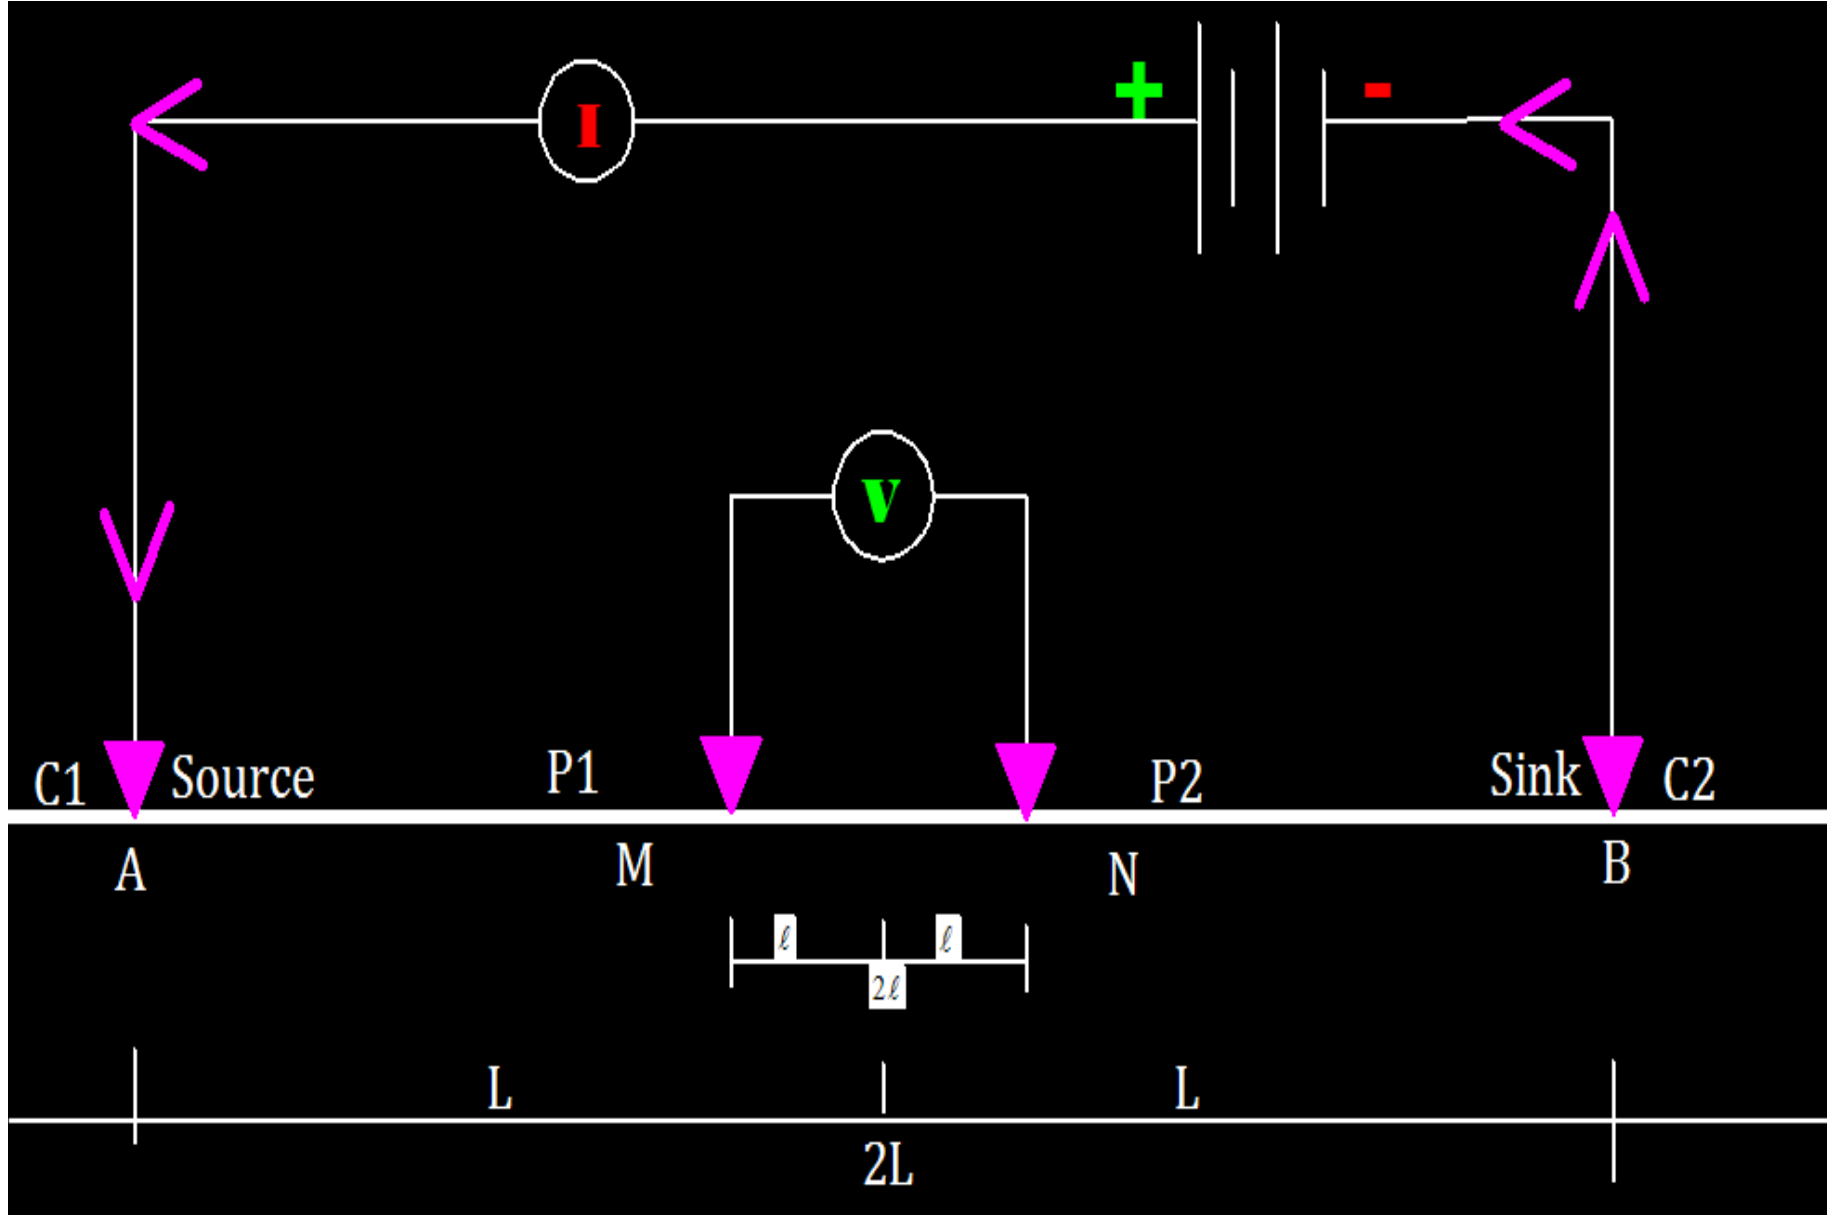 + -
I
V
C1 Source P1 P2 Sink C2
A M N B
ℓ ℓ
2ℓ
L L
2L